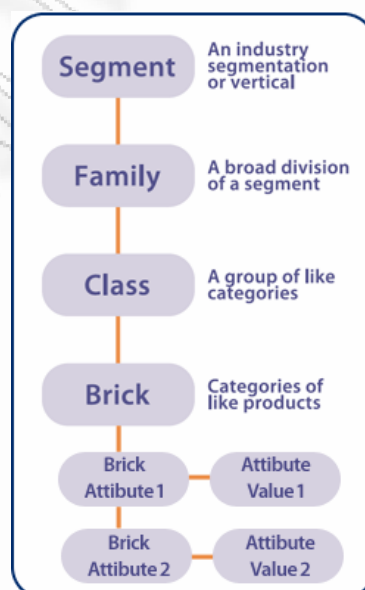 Segment
An industry
segmentation
or vertical
Family
A broad division
of a segment
Class
A group of like
categories
Brick
Categories of
like products
Brick
Attibute 1
Attibute
Value 1
Brick
Attibute 2
Attibute
Value 2